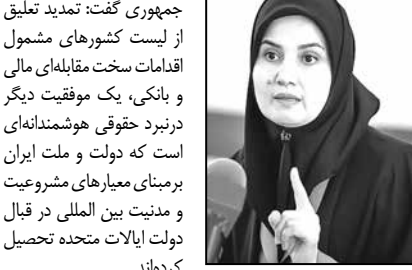 جمهوری گفت: تمدید تعلیق
از لیست کشورهای مشمول
اقدامات سخت مقابله‌ای مالی
و بانکی، یک موفقیت دیگر
درنبرد حقوقی هوشمندانه‌ای
است که دولت و ملت ایران
برمبنای معیارهای مشروعیت
و مدنیت بین المللی در قبال
دولت ایالات متحده تحصیل
کرده‌اند